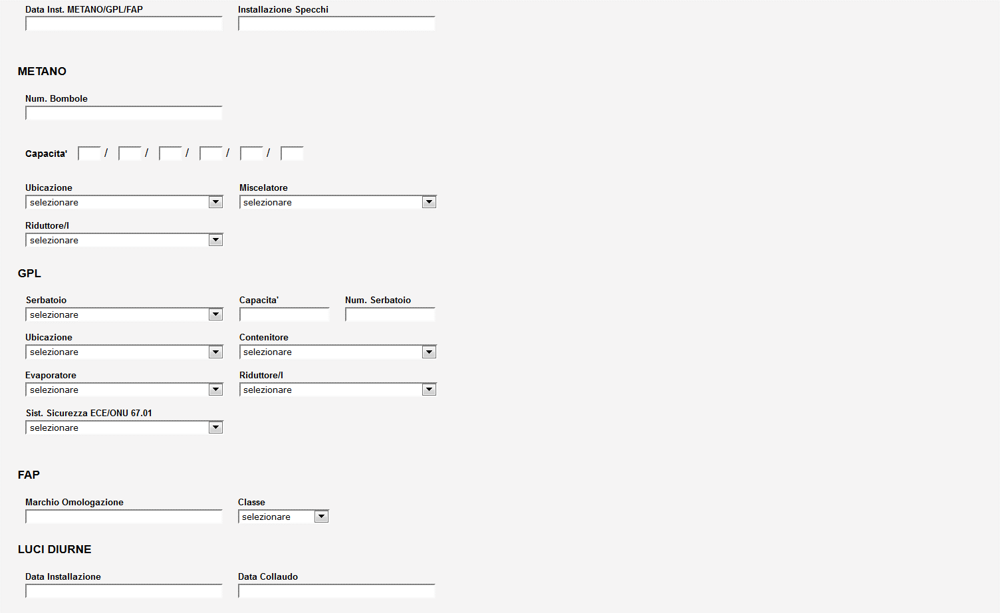 Data Inst. METANO/GPL/FAP Installazione Specchi
METANO
Num. Bombole
Capacita' / / / / /
Ubicazione Miscelatore
selezionare selezionare
Riduttore/I
selezionare
GPL
Serbatoio Capacita' Num. Serbatoio
selezionare
Ubicazione Contenitore
selezionare selezionare
Evaporatore Riduttore/I
selezionare selezionare
Sist. Sicurezza ECE/ONU 67.01
selezionare
FAP
Marchio Omologazione Classe
selezionare
LUCI DIURNE
Data Installazione Data Collaudo